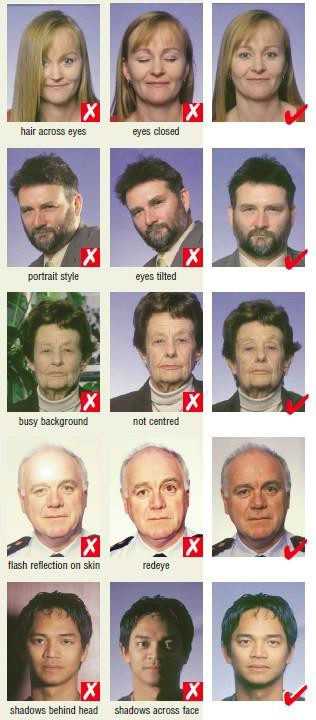 hair across eyes
eyes closed
portrait style
eyes tilted
busy background
not centred
flash reflection on skin
redeye
shadows behind head
shadows across face